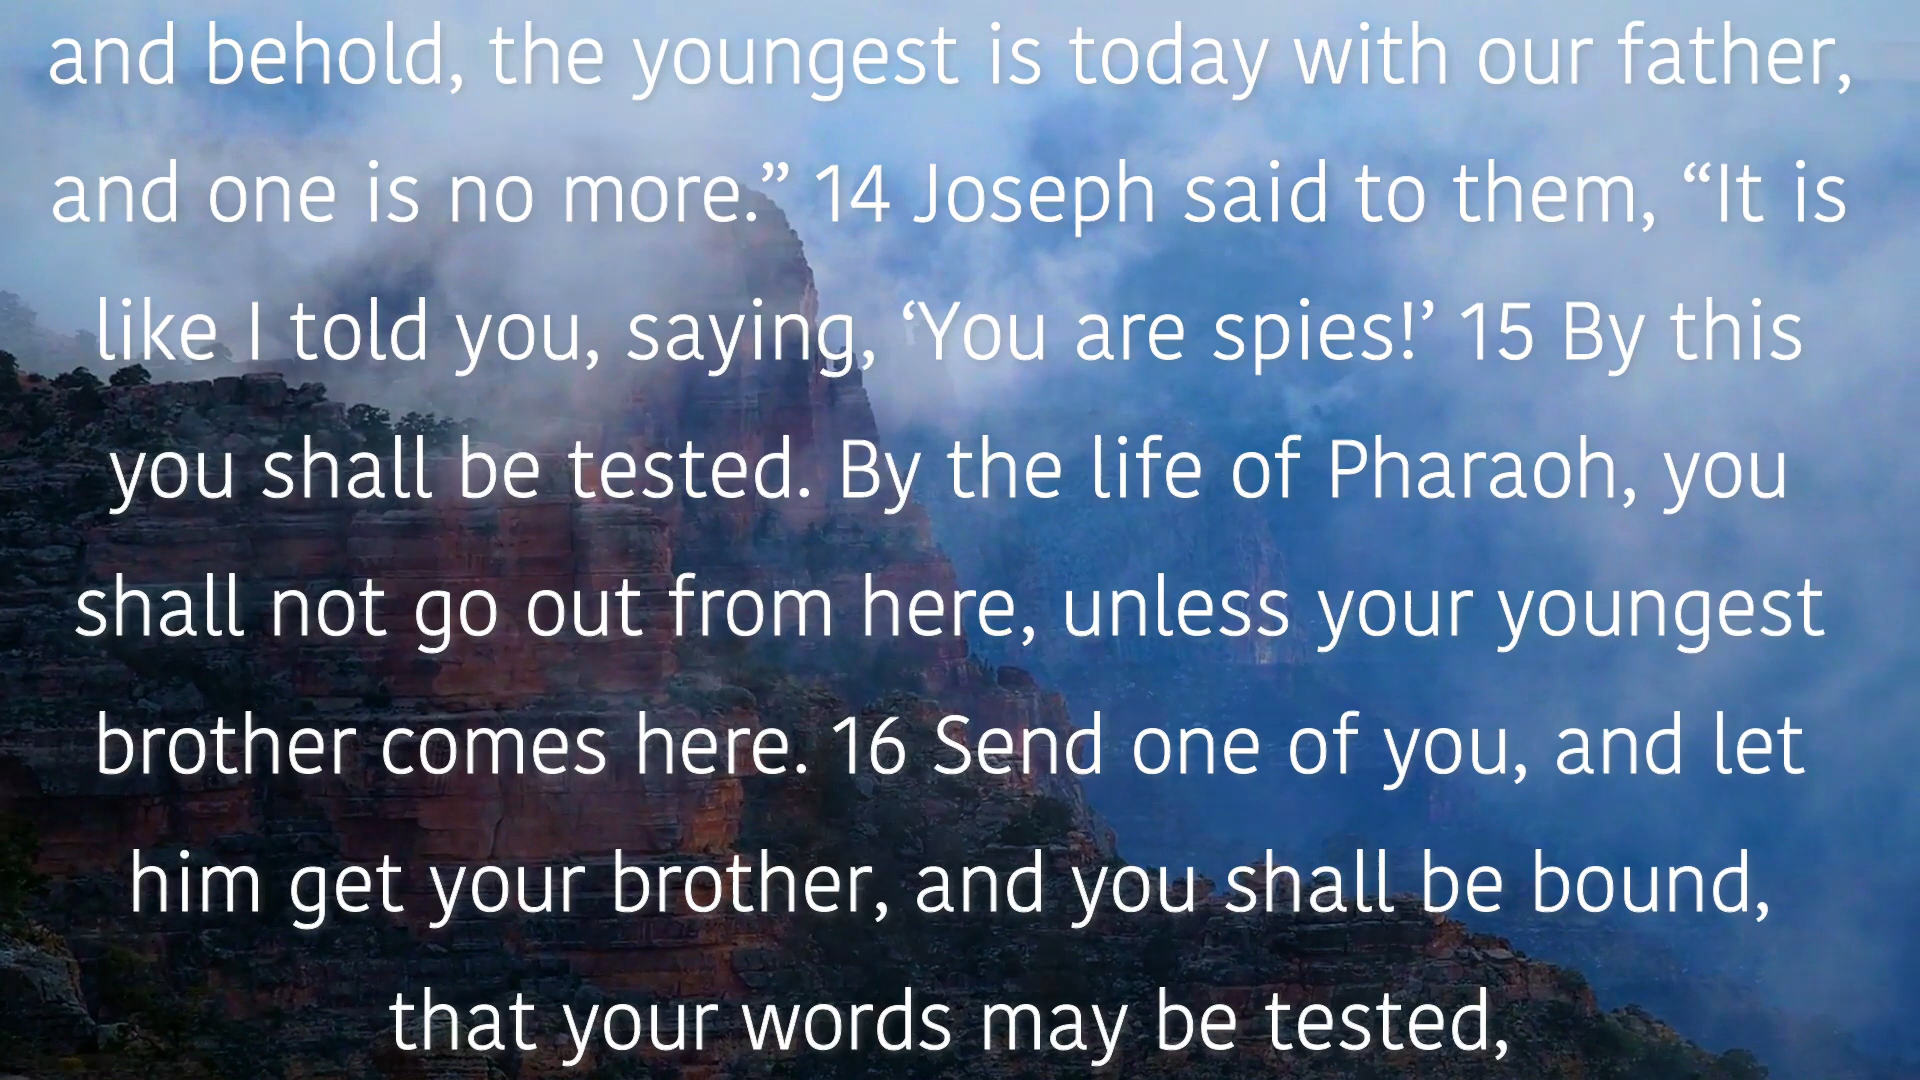 and behold, the youngest is today with our father,
and one is no more.” 14 Joseph said to them, “It is
like I told you, saying, ‘You are spies!’ 15 By this
you shall be tested. By the life of Pharaoh, you
shall not go out from here, unless your youngest
brother comes here. 16 Send one of you, and let
him get your brother, and you shall be bound,
that your words may be tested,